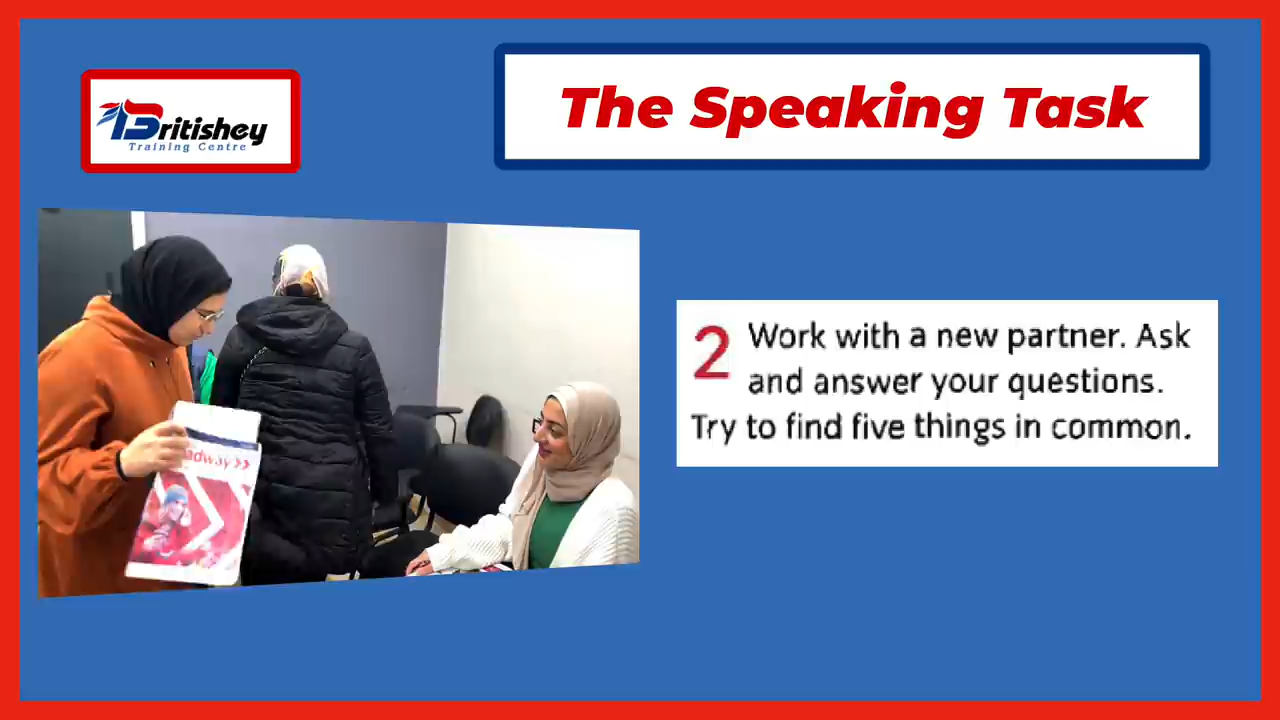 Britishey
Training Centre
The Speaking Task
adway
2 Work with a new partner. Ask
and answer your questions.
Try to find five things in common.